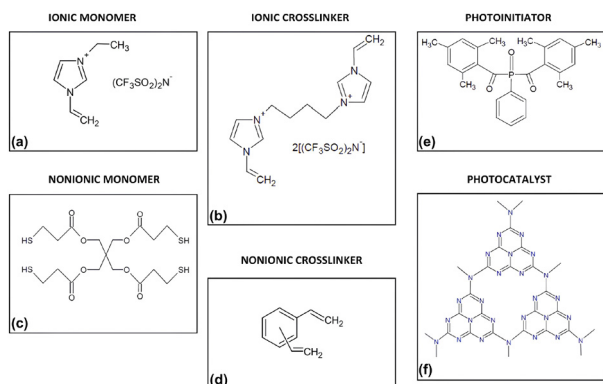 IONIC MONOMER
CH₃
N⁺
(CF₃SO₂)₂N⁻
N
CH₂
(a)
IONIC CROSSLINKER
CH₂
N
N⁺
N⁺
N
CH₂
2[(CF₃SO₂)₂N⁻]
(b)
PHOTOINITIATOR
CH₃ CH₃
H₃C O CH₃
P
CH₃ O O H₃C
(e)
NONIONIC MONOMER
O O
HS O O SH
HS O O SH
O O
(c)
NONIONIC CROSSLINKER
CH₂
CH₂
(d)
PHOTOCATALYST
N
N N
N N N
N N
N N N N
N N N N
N N N N N N
N N N N
N N N
(f)